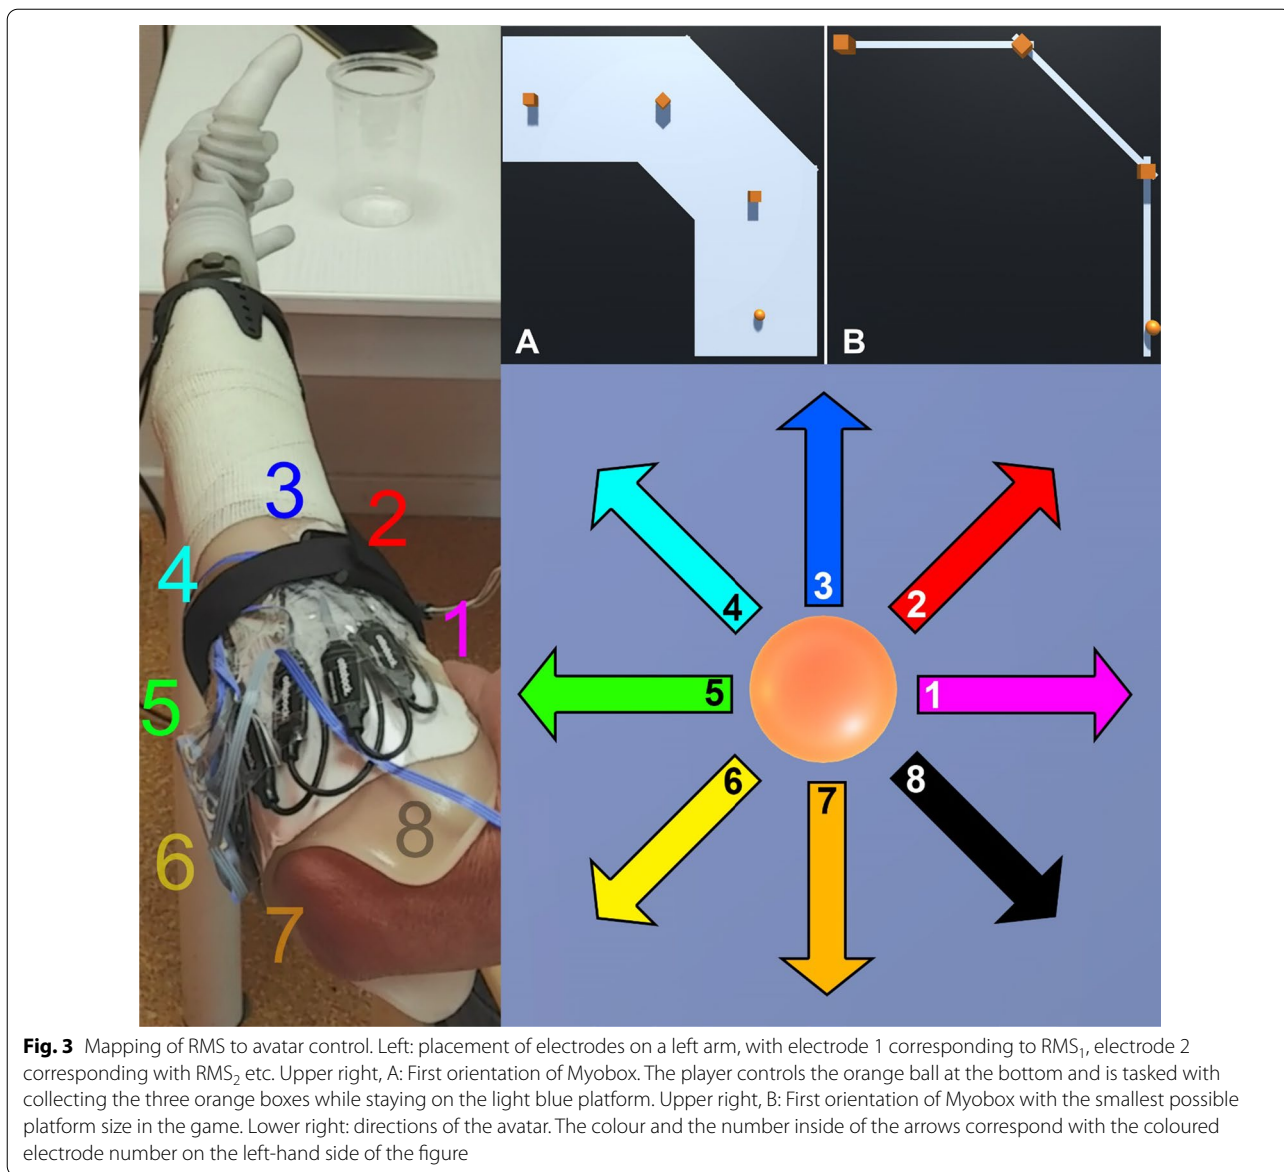 A
B
3
2
4
1
5
6
8
7
3
4
2
5
1
6
8
7
Fig. 3 Mapping of RMS to avatar control. Left: placement of electrodes on a left arm, with electrode 1 corresponding to RMS₁, electrode 2
corresponding with RMS₂ etc. Upper right, A: First orientation of Myobox. The player controls the orange ball at the bottom and is tasked with
collecting the three orange boxes while staying on the light blue platform. Upper right, B: First orientation of Myobox with the smallest possible
platform size in the game. Lower right: directions of the avatar. The colour and the number inside of the arrows correspond with the coloured
electrode number on the left-hand side of the figure